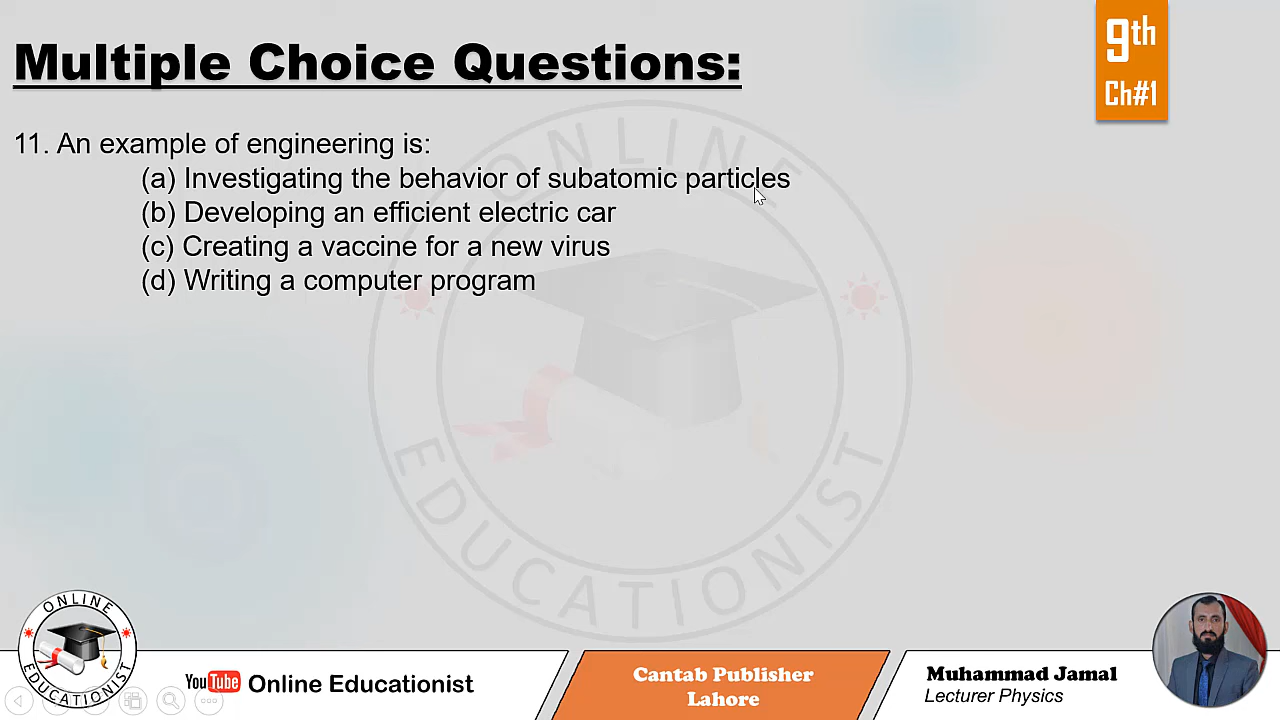 Multiple Choice Questions:
9th
Ch#1
11. An example of engineering is:
(a) Investigating the behavior of subatomic particles
(b) Developing an efficient electric car
(c) Creating a vaccine for a new virus
(d) Writing a computer program
ONLINE
EDUCATIONIST
ONLINE
EDUCATIONIST
YouTube Online Educationist
Cantab Publisher
Lahore
Muhammad Jamal
Lecturer Physics